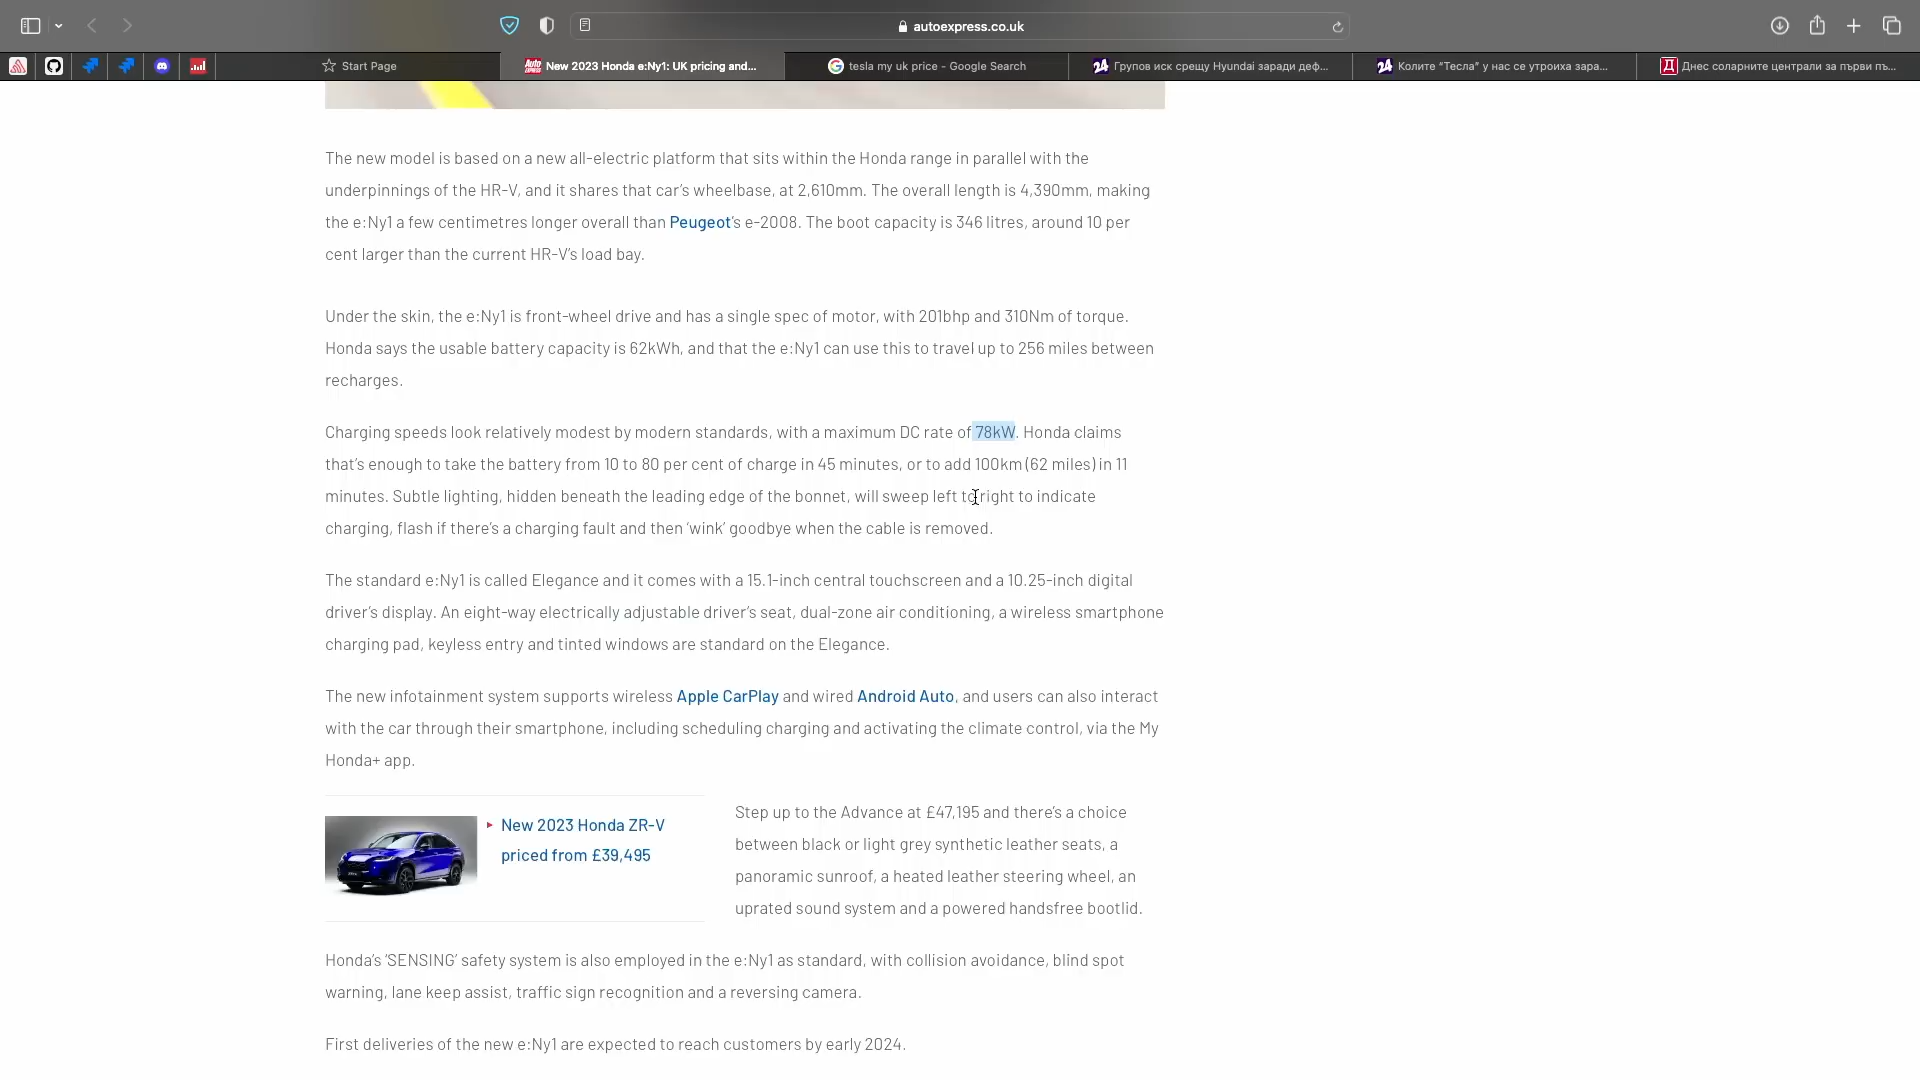 autoexpress.co.uk
Start Page
Auto Express
New 2023 Honda e:Ny1: UK pricing and...
tesla my uk price - Google Search
24
Групов иск срещу Hyundai заради деф...
24
Колите “Тесла” у нас се утроиха зара...
Д
Днес соларните централи за първи пъ...
The new model is based on a new all-electric platform that sits within the Honda range in parallel with the
underpinnings of the HR-V, and it shares that car’s wheelbase, at 2,610mm. The overall length is 4,390mm, making
the e:Ny1 a few centimetres longer overall than Peugeot’s e-2008. The boot capacity is 346 litres, around 10 per
cent larger than the current HR-V’s load bay.
Under the skin, the e:Ny1 is front-wheel drive and has a single spec of motor, with 201bhp and 310Nm of torque.
Honda says the usable battery capacity is 62kWh, and that the e:Ny1 can use this to travel up to 256 miles between
recharges.
Charging speeds look relatively modest by modern standards, with a maximum DC rate of 78kW. Honda claims
that’s enough to take the battery from 10 to 80 per cent of charge in 45 minutes, or to add 100km (62 miles) in 11
minutes. Subtle lighting, hidden beneath the leading edge of the bonnet, will sweep left to right to indicate
charging, flash if there’s a charging fault and then ‘wink’ goodbye when the cable is removed.
The standard e:Ny1 is called Elegance and it comes with a 15.1-inch central touchscreen and a 10.25-inch digital
driver’s display. An eight-way electrically adjustable driver’s seat, dual-zone air conditioning, a wireless smartphone
charging pad, keyless entry and tinted windows are standard on the Elegance.
The new infotainment system supports wireless Apple CarPlay and wired Android Auto, and users can also interact
with the car through their smartphone, including scheduling charging and activating the climate control, via the My
Honda+ app.
New 2023 Honda ZR-V
priced from £39,495
Step up to the Advance at £47,195 and there’s a choice
between black or light grey synthetic leather seats, a
panoramic sunroof, a heated leather steering wheel, an
uprated sound system and a powered handsfree bootlid.
Honda’s ‘SENSING’ safety system is also employed in the e:Ny1 as standard, with collision avoidance, blind spot
warning, lane keep assist, traffic sign recognition and a reversing camera.
First deliveries of the new e:Ny1 are expected to reach customers by early 2024.